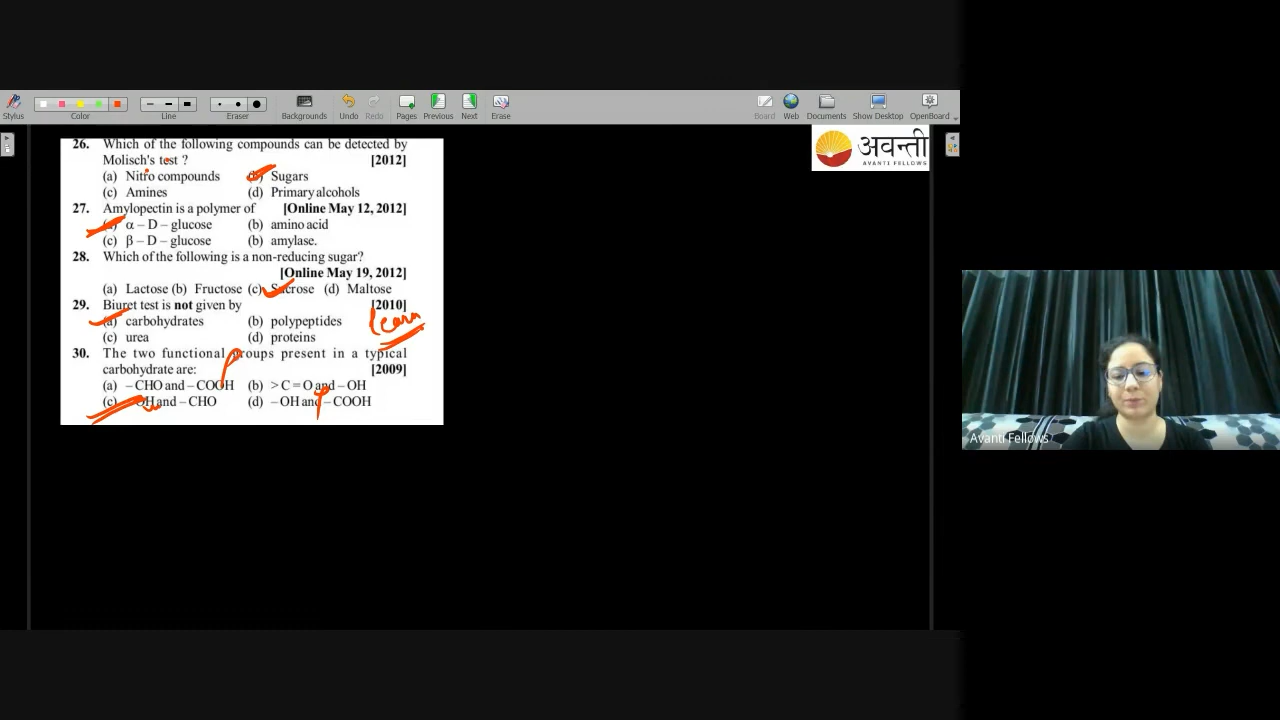 Stylus
Color
Line
Eraser
Backgrounds
Undo
Redo
Pages
Previous
Next
Erase
Board
Web
Documents
Show Desktop
OpenBoard
अवन्ती
AVANTI FELLOWS
26. Which of the following compounds can be detected by
Molisch's test ? [2012]
(a) Nitro compounds (b) Sugars
(c) Amines (d) Primary alcohols
27. Amylopectin is a polymer of [Online May 12, 2012]
(a) α – D – glucose (b) amino acid
(c) β – D – glucose (b) amylase.
28. Which of the following is a non-reducing sugar?
[Online May 19, 2012]
(a) Lactose (b) Fructose (c) Sucrose (d) Maltose
29. Biuret test is not given by [2010]
(a) carbohydrates (b) polypeptides
learn
(c) urea (d) proteins
30. The two functional groups present in a typical
carbohydrate are: [2009]
(a) – CHO and – COOH (b) > C = O and – OH
(c) – OH and – CHO (d) – OH and – COOH
Avanti Fellows